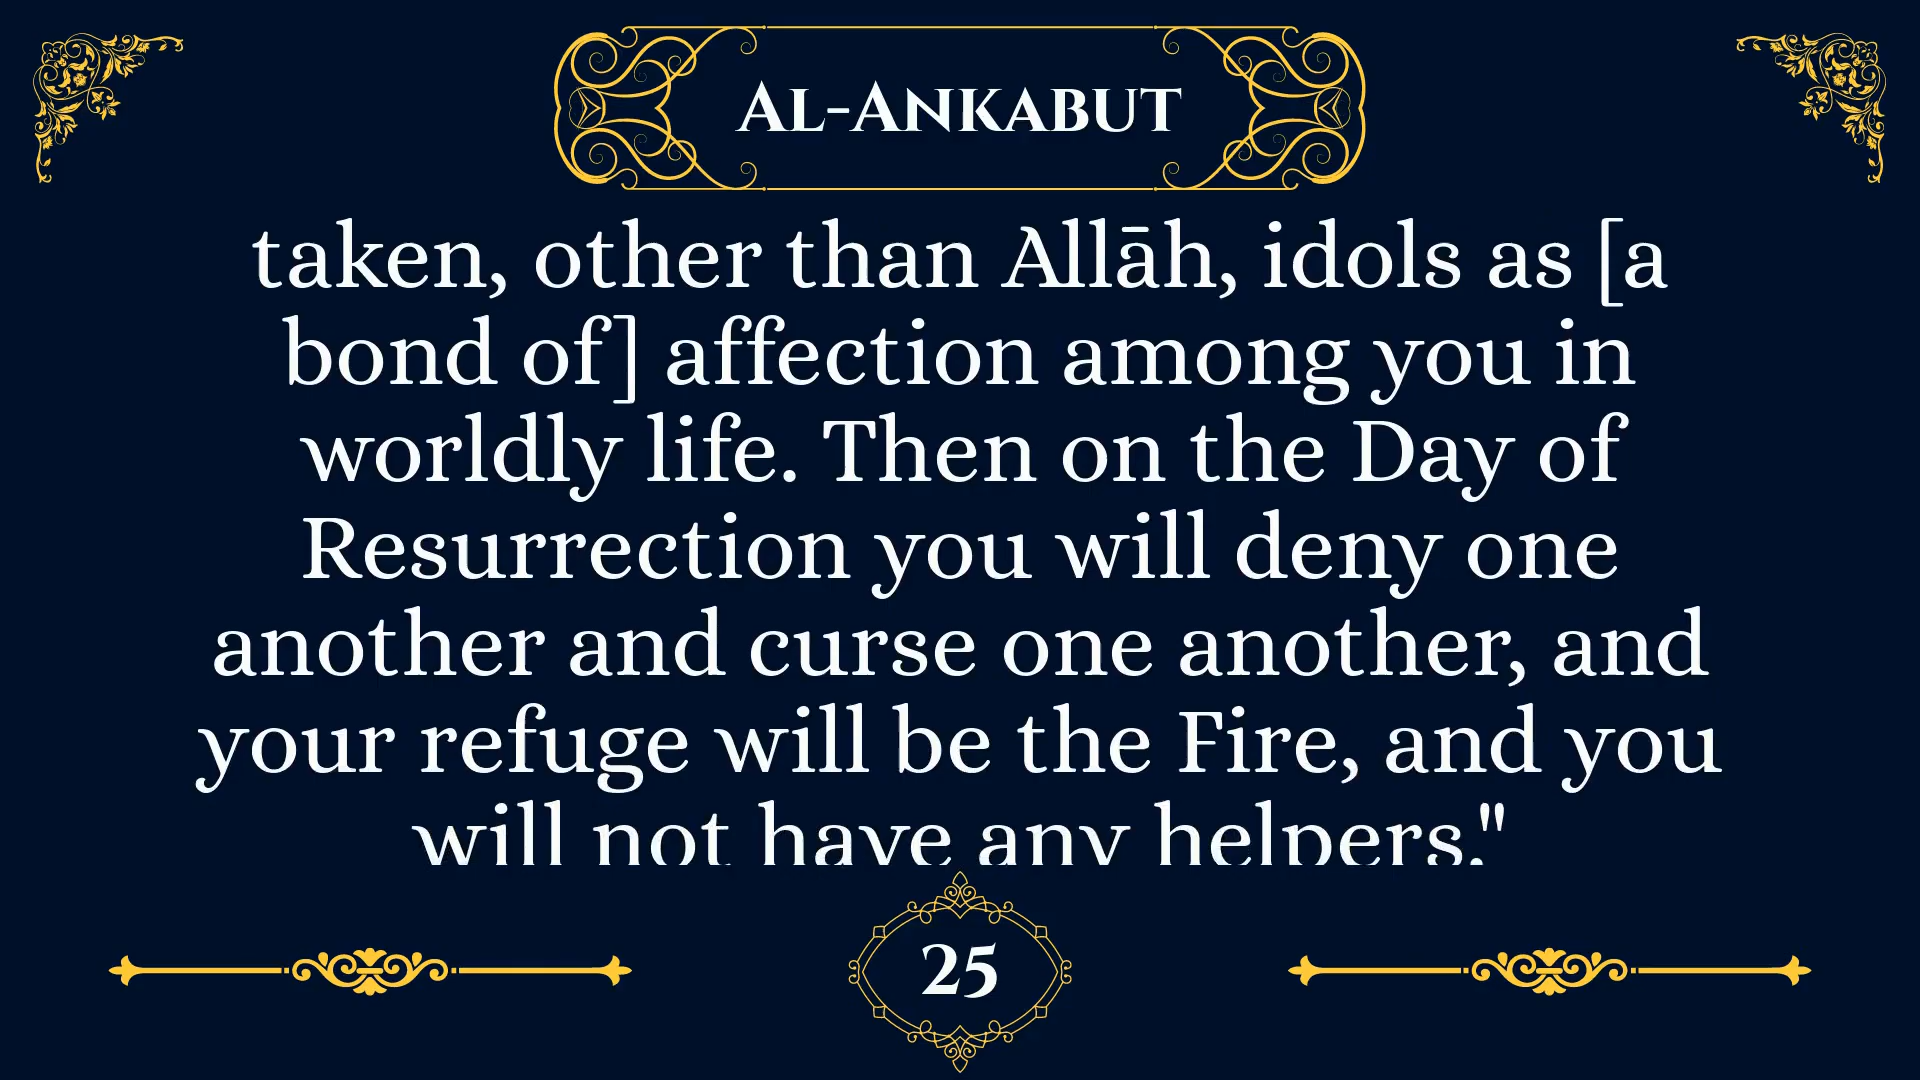 Al-Ankabut
taken, other than Allāh, idols as [a
bond of] affection among you in
worldly life. Then on the Day of
Resurrection you will deny one
another and curse one another, and
your refuge will be the Fire, and you
will not have any helpers."
25